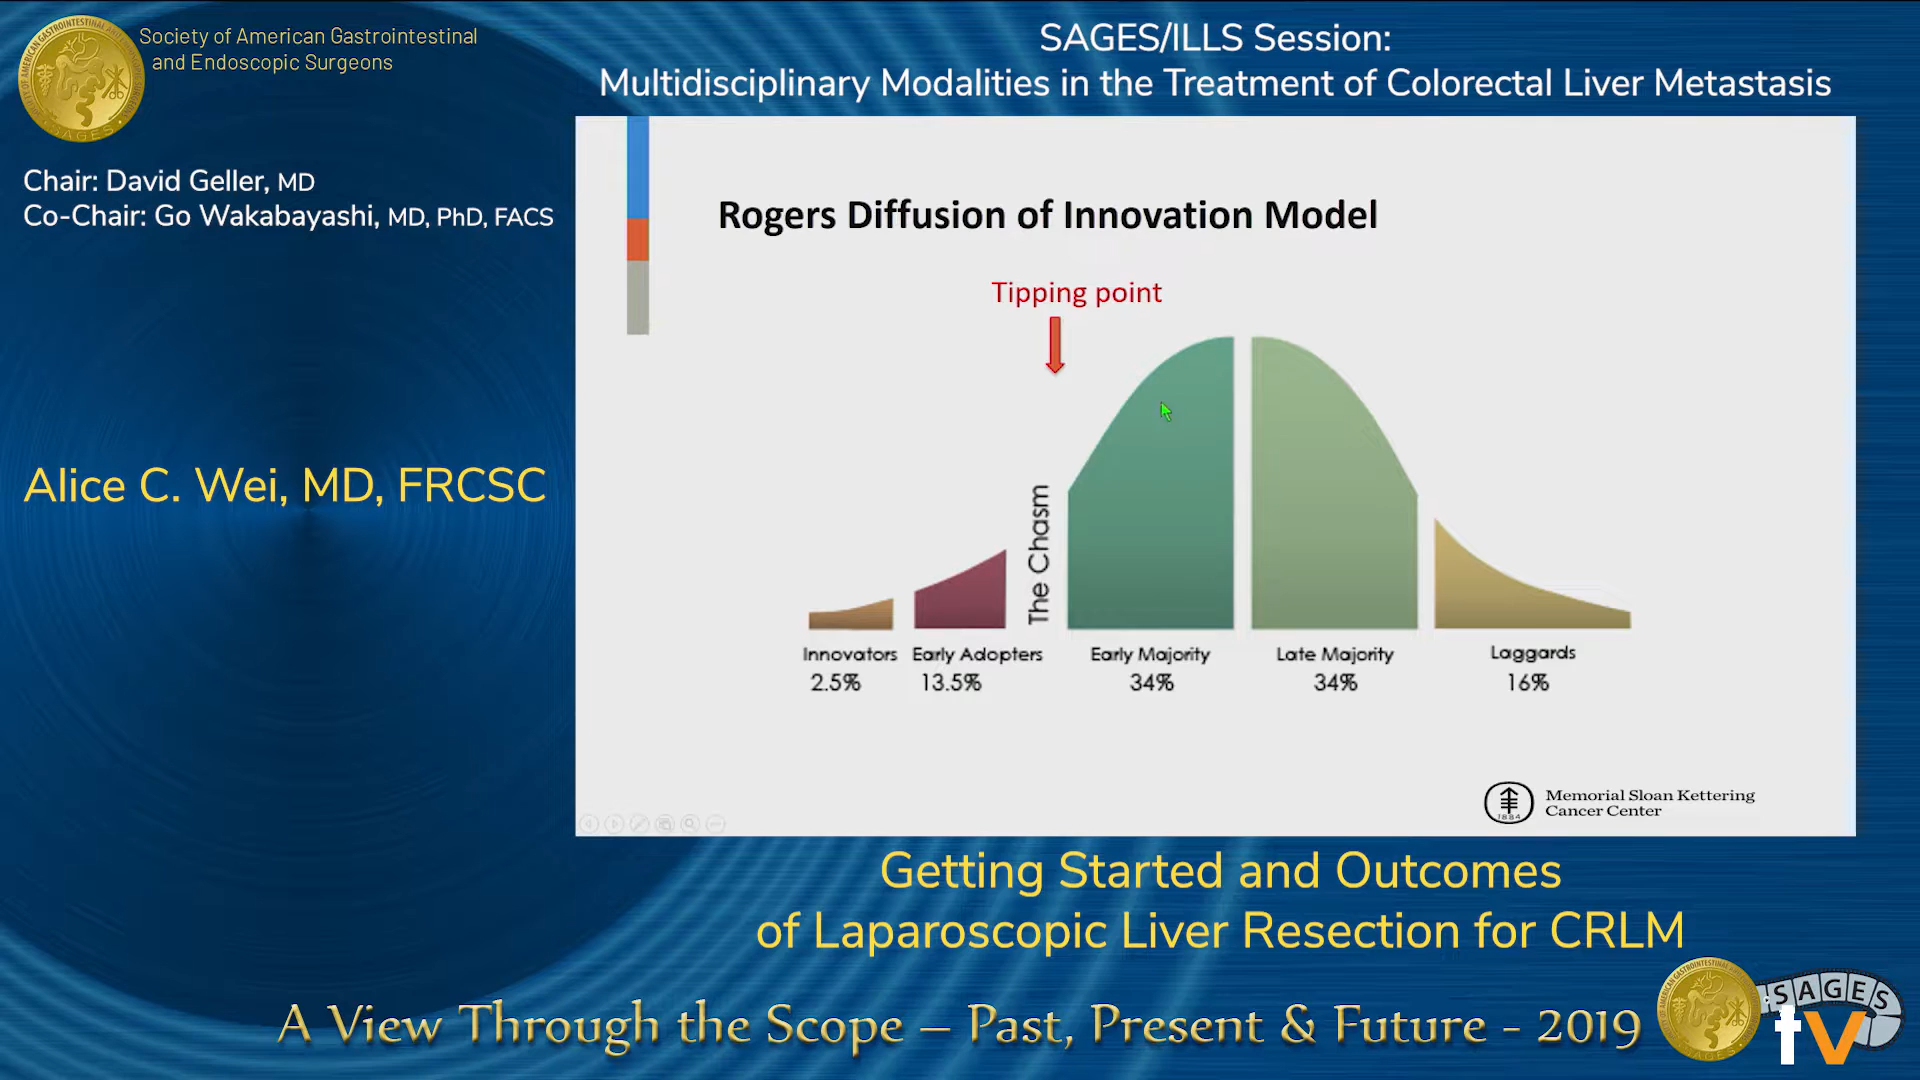 Society of American Gastrointestinal
and Endoscopic Surgeons
SAGES/ILLS Session:
Multidisciplinary Modalities in the Treatment of Colorectal Liver Metastasis
Chair: David Geller, MD
Co-Chair: Go Wakabayashi, MD, PhD, FACS
Alice C. Wei, MD, FRCSC
Rogers Diffusion of Innovation Model
Tipping point
The Chasm
Innovators Early Adopters Early Majority Late Majority Laggards
2.5% 13.5% 34% 34% 16%
1884
Memorial Sloan Kettering
Cancer Center
Getting Started and Outcomes
of Laparoscopic Liver Resection for CRLM
A View Through the Scope – Past, Present & Future - 2019
SAGES
tv
SAGES